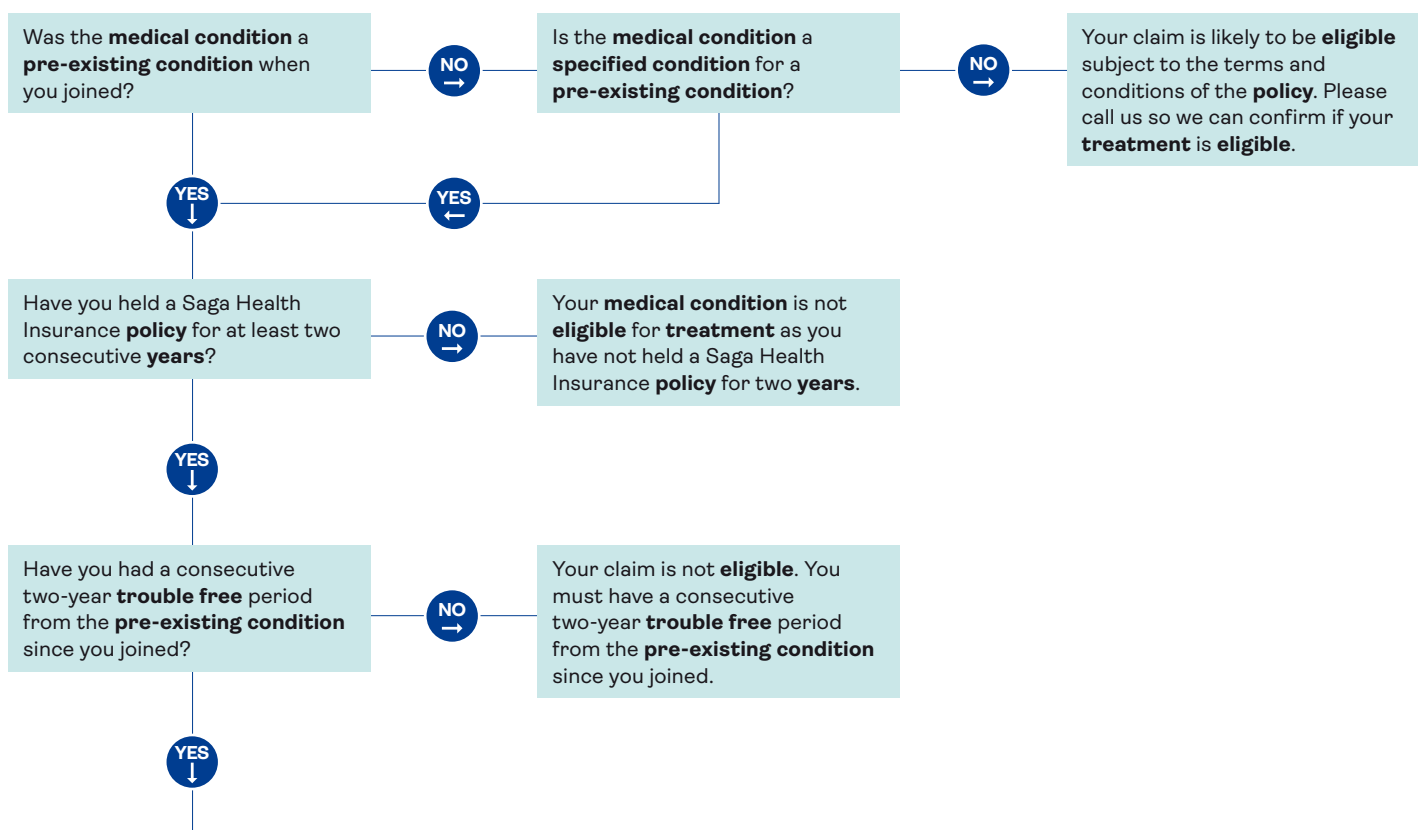 Was the medical condition a
pre-existing condition when
you joined?
NO
→
Is the medical condition a
specified condition for a
pre-existing condition?
NO
→
Your claim is likely to be eligible
subject to the terms and
conditions of the policy. Please
call us so we can confirm if your
treatment is eligible.
YES
↓
YES
←
Have you held a Saga Health
Insurance policy for at least two
consecutive years?
NO
→
Your medical condition is not
eligible for treatment as you
have not held a Saga Health
Insurance policy for two years.
YES
↓
Have you had a consecutive
two-year trouble free period
from the pre-existing condition
since you joined?
NO
→
Your claim is not eligible. You
must have a consecutive
two-year trouble free period
from the pre-existing condition
since you joined.
YES
↓